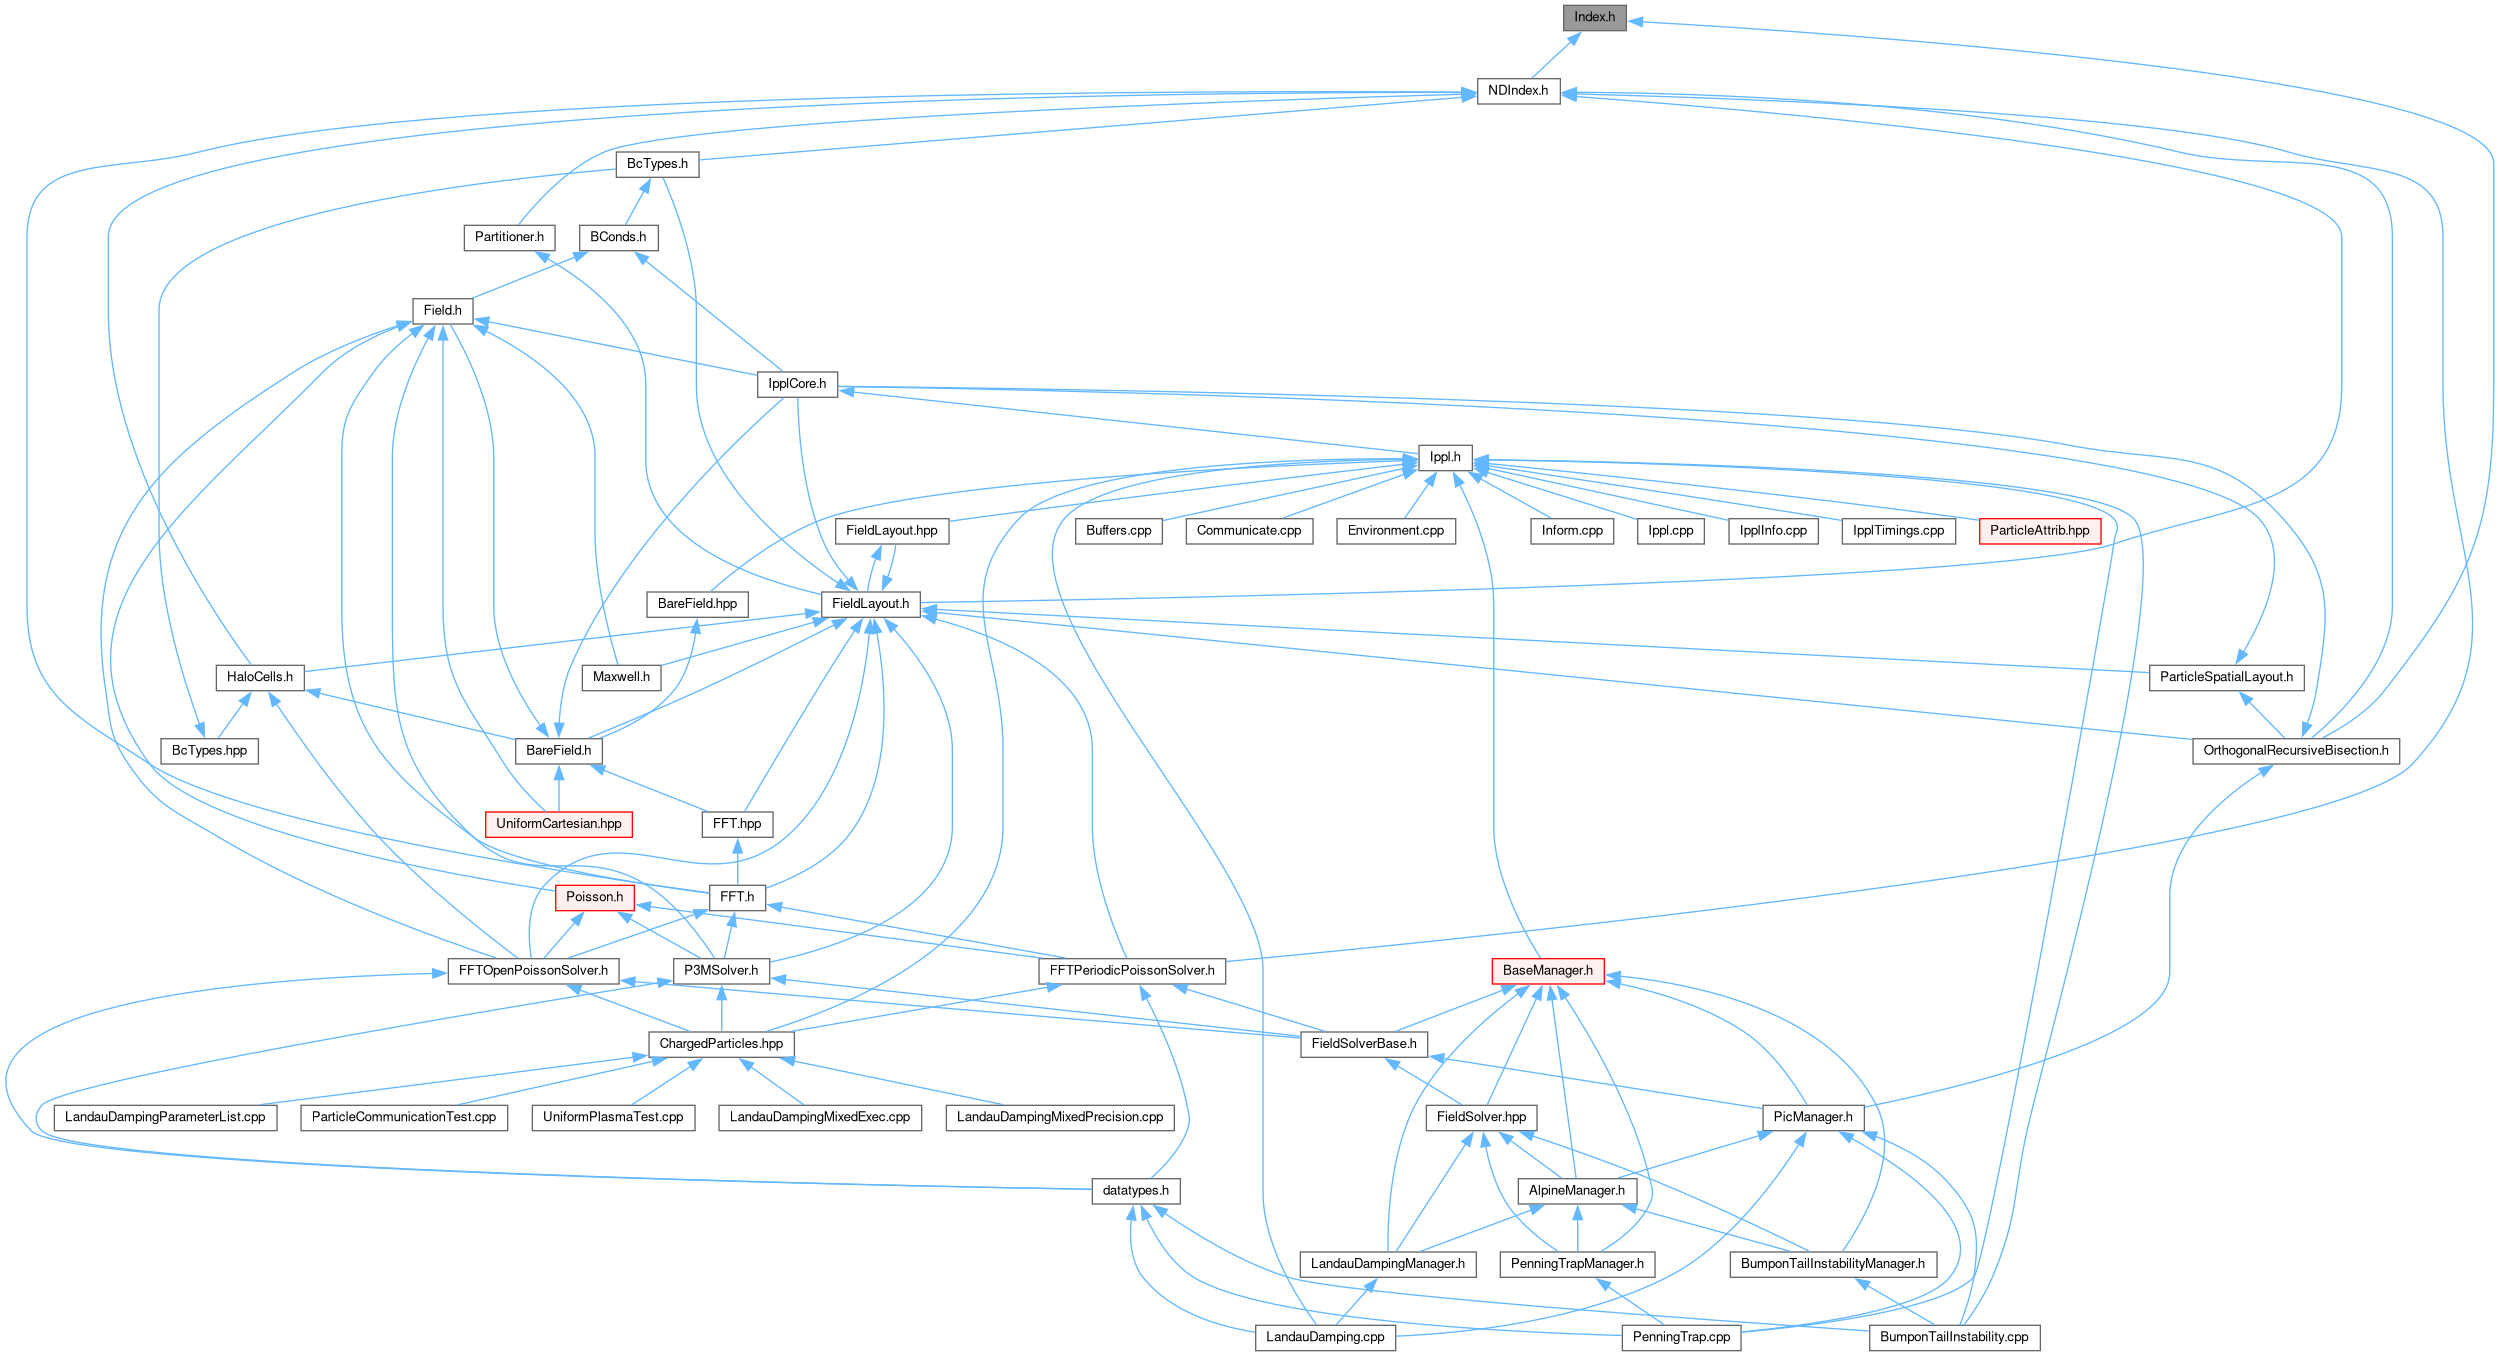 Index.h
NDIndex.h
BcTypes.h
Partitioner.h
BConds.h
Field.h
IpplCore.h
Ippl.h
FieldLayout.hpp
Buffers.cpp
Communicate.cpp
Environment.cpp
Inform.cpp
Ippl.cpp
IpplInfo.cpp
IpplTimings.cpp
ParticleAttrib.hpp
BareField.hpp
FieldLayout.h
HaloCells.h
Maxwell.h
ParticleSpatialLayout.h
BcTypes.hpp
BareField.h
OrthogonalRecursiveBisection.h
UniformCartesian.hpp
FFT.hpp
Poisson.h
FFT.h
FFTOpenPoissonSolver.h
P3MSolver.h
FFTPeriodicPoissonSolver.h
BaseManager.h
ChargedParticles.hpp
FieldSolverBase.h
LandauDampingParameterList.cpp
ParticleCommunicationTest.cpp
UniformPlasmaTest.cpp
LandauDampingMixedExec.cpp
LandauDampingMixedPrecision.cpp
FieldSolver.hpp
PicManager.h
datatypes.h
AlpineManager.h
LandauDampingManager.h
PenningTrapManager.h
BumponTailInstabilityManager.h
LandauDamping.cpp
PenningTrap.cpp
BumponTailInstability.cpp